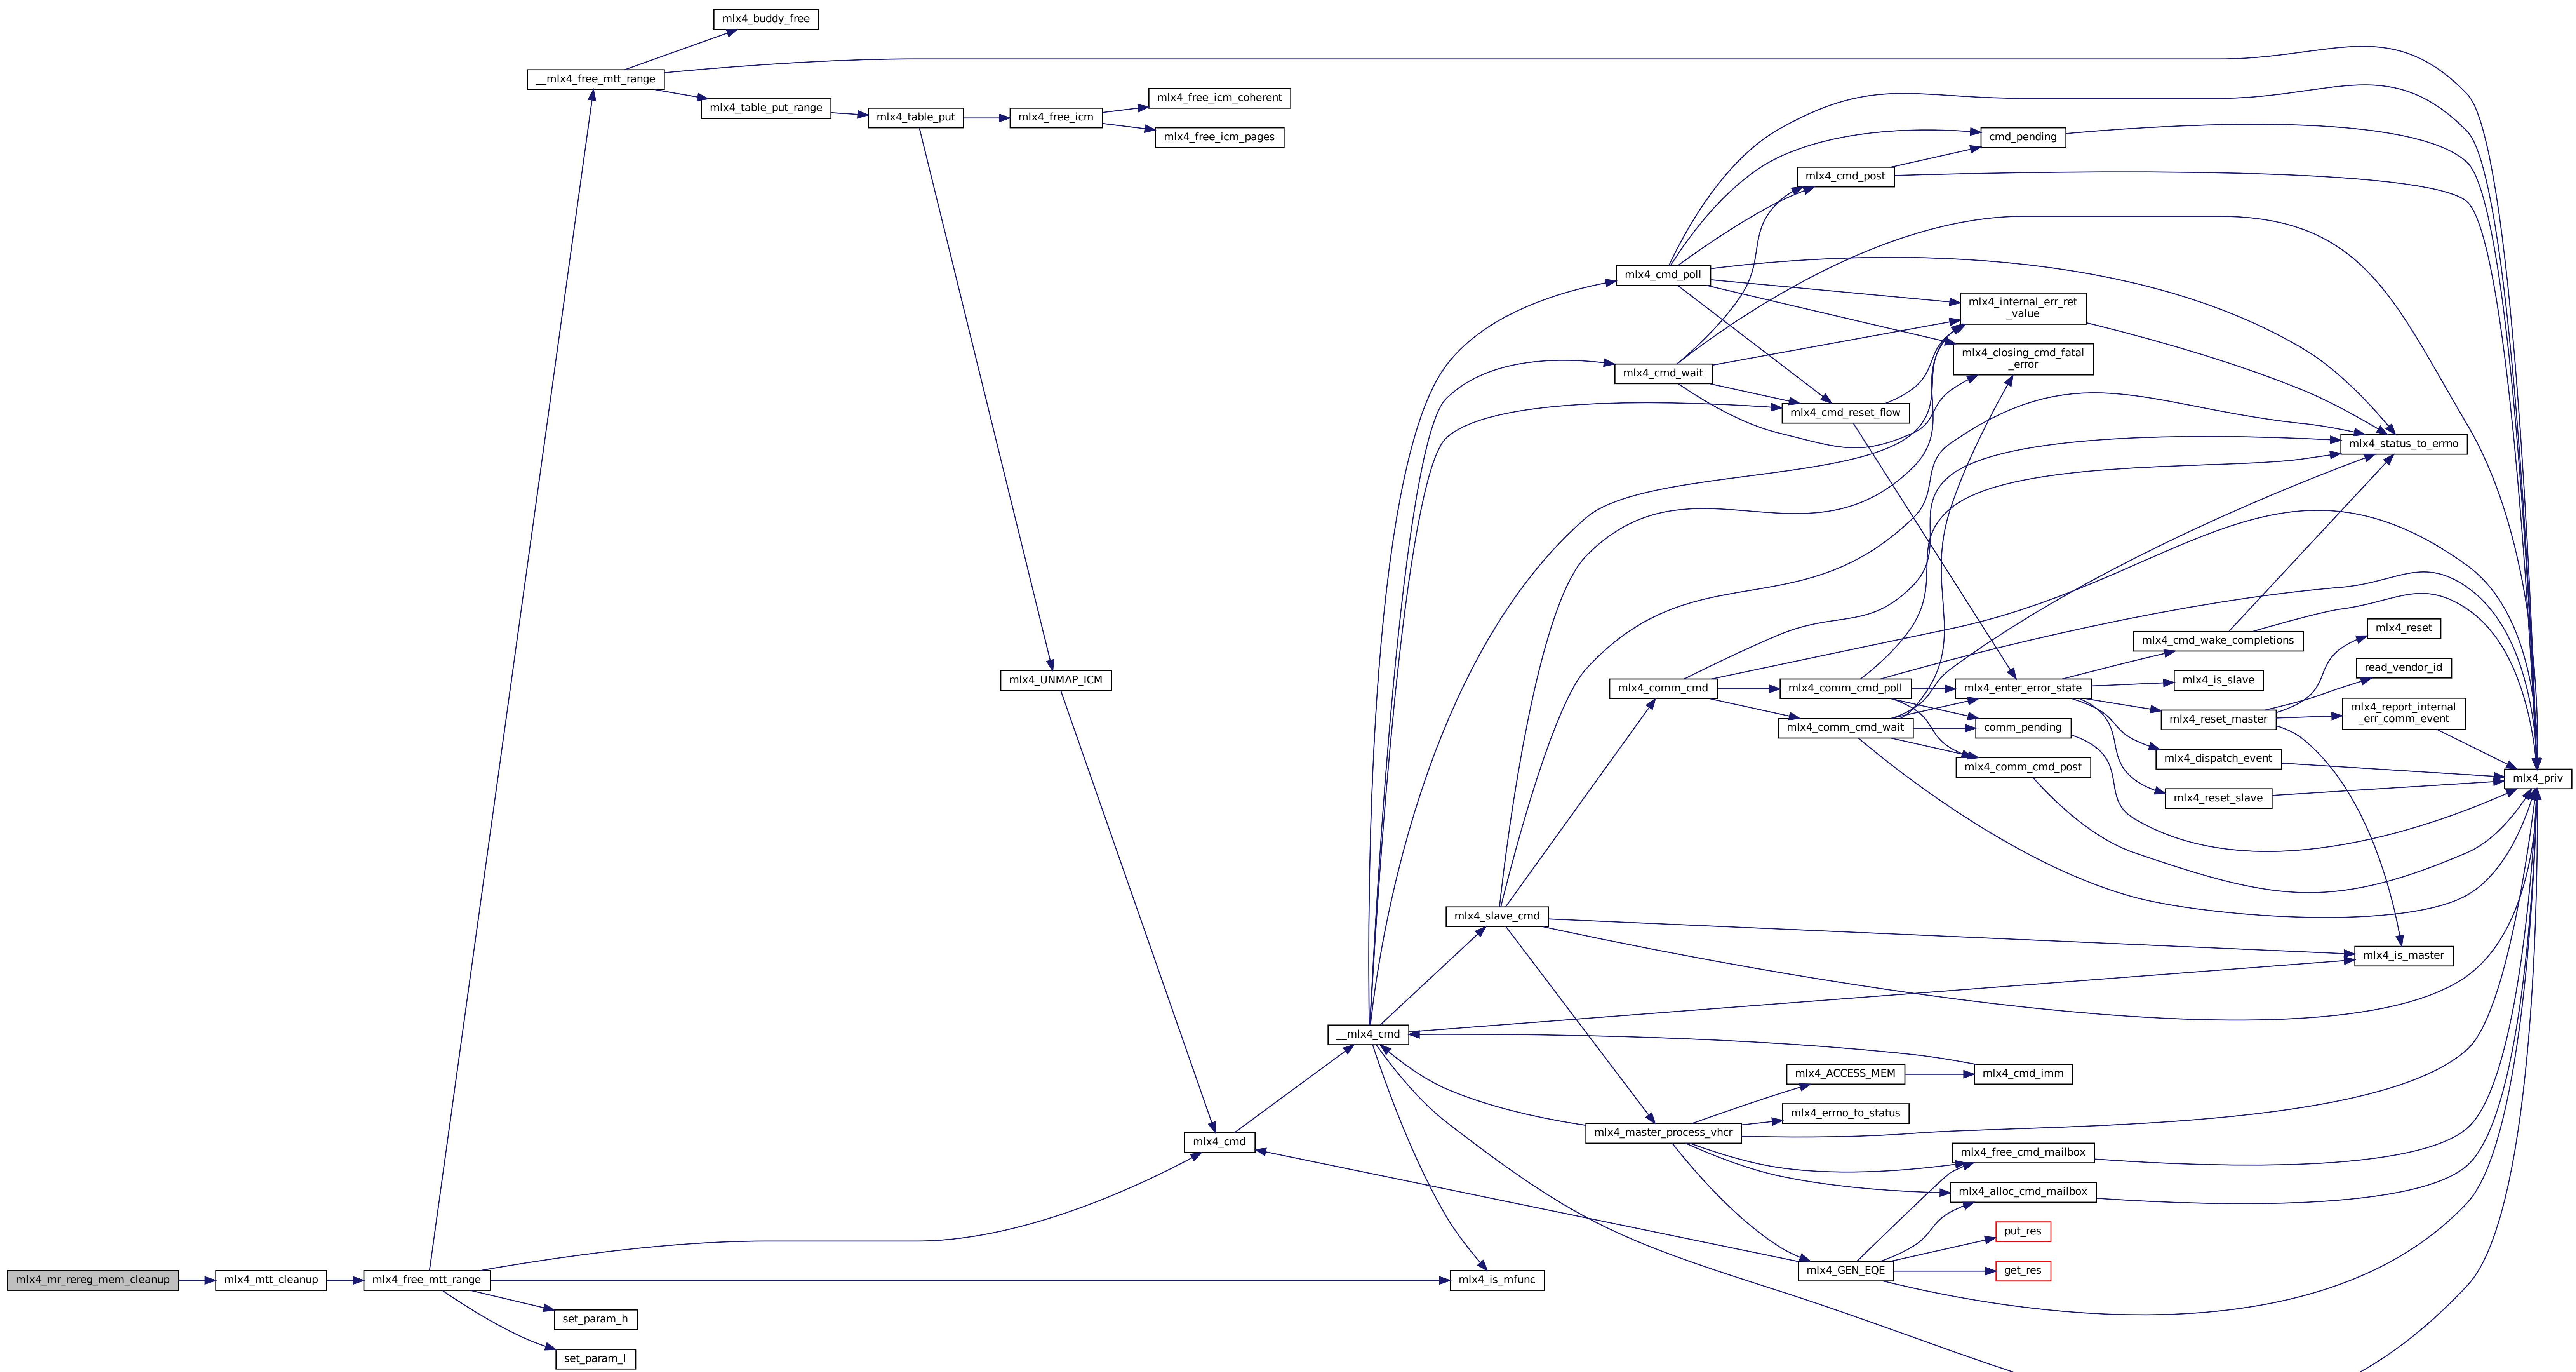 mlx4_buddy_free
__mlx4_free_mtt_range
mlx4_table_put_range
mlx4_table_put
mlx4_free_icm
mlx4_free_icm_coherent
mlx4_free_icm_pages
cmd_pending
mlx4_cmd_post
mlx4_cmd_poll
mlx4_internal_err_ret
_value
mlx4_closing_cmd_fatal
_error
mlx4_cmd_wait
mlx4_cmd_reset_flow
mlx4_status_to_errno
mlx4_reset
mlx4_cmd_wake_completions
read_vendor_id
mlx4_UNMAP_ICM
mlx4_is_slave
mlx4_comm_cmd
mlx4_comm_cmd_poll
mlx4_enter_error_state
mlx4_report_internal
_err_comm_event
mlx4_reset_master
mlx4_comm_cmd_wait
comm_pending
mlx4_dispatch_event
mlx4_comm_cmd_post
mlx4_priv
mlx4_reset_slave
mlx4_slave_cmd
mlx4_is_master
__mlx4_cmd
mlx4_ACCESS_MEM
mlx4_cmd_imm
mlx4_errno_to_status
mlx4_master_process_vhcr
mlx4_cmd
mlx4_free_cmd_mailbox
mlx4_alloc_cmd_mailbox
put_res
mlx4_GEN_EQE
get_res
mlx4_mr_rereg_mem_cleanup
mlx4_mtt_cleanup
mlx4_free_mtt_range
mlx4_is_mfunc
set_param_h
set_param_l